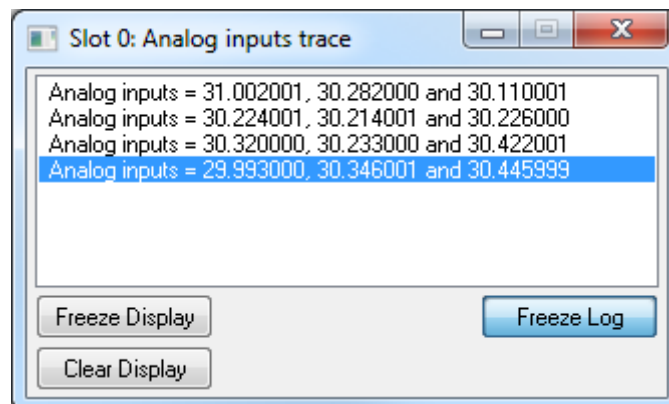 Slot 0: Analog inputs trace
Analog inputs = 31.002001, 30.282000 and 30.110001
Analog inputs = 30.224001, 30.214001 and 30.226000
Analog inputs = 30.320000, 30.233000 and 30.422001
Analog inputs = 29.993000, 30.346001 and 30.445999
Freeze Display
Freeze Log
Clear Display